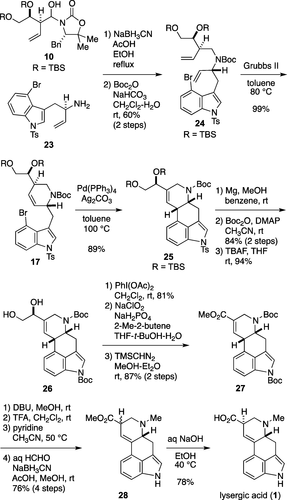 RO
OR
OH
O
O
N
Bn
Me
Me
10
R = TBS
Br
NH2
N
Ts
23
1) NaBH3CN
AcOH
EtOH
reflux
2) Boc2O
NaHCO3
CH2Cl2-H2O
rt, 60%
(2 steps)
RO
OR
NBoc
Br
N
Ts
24
R = TBS
Grubbs II
toluene
80 °C
99%
RO
OR
NBoc
H
Br
N
Ts
17
R = TBS
Pd(PPh3)4
Ag2CO3
toluene
100 °C
89%
RO
OR
N
Boc
H
H
N
Ts
25
R = TBS
1) Mg, MeOH
benzene, rt
2) Boc2O, DMAP
CH3CN, rt
84% (2 steps)
3) TBAF, THF
rt, 94%
HO
OH
N
Boc
H
H
N
Boc
26
1) PhI(OAc)2
CH2Cl2, rt, 81%
2) NaClO2
NaH2PO4
2-Me-2-butene
THF-t-BuOH-H2O
3) TMSCHN2
MeOH-Et2O
rt, 87% (2 steps)
MeO2C
N
Boc
H
H
N
Boc
27
1) DBU, MeOH, rt
2) TFA, CH2Cl2, rt
3) pyridine
CH3CN, 50 °C
4) aq HCHO
NaBH3CN
AcOH, MeOH, rt
76% (4 steps)
MeO2C
N
Me
H
N
H
28
aq NaOH
EtOH
40 °C
78%
HO2C
N
Me
H
N
H
lysergic acid (1)